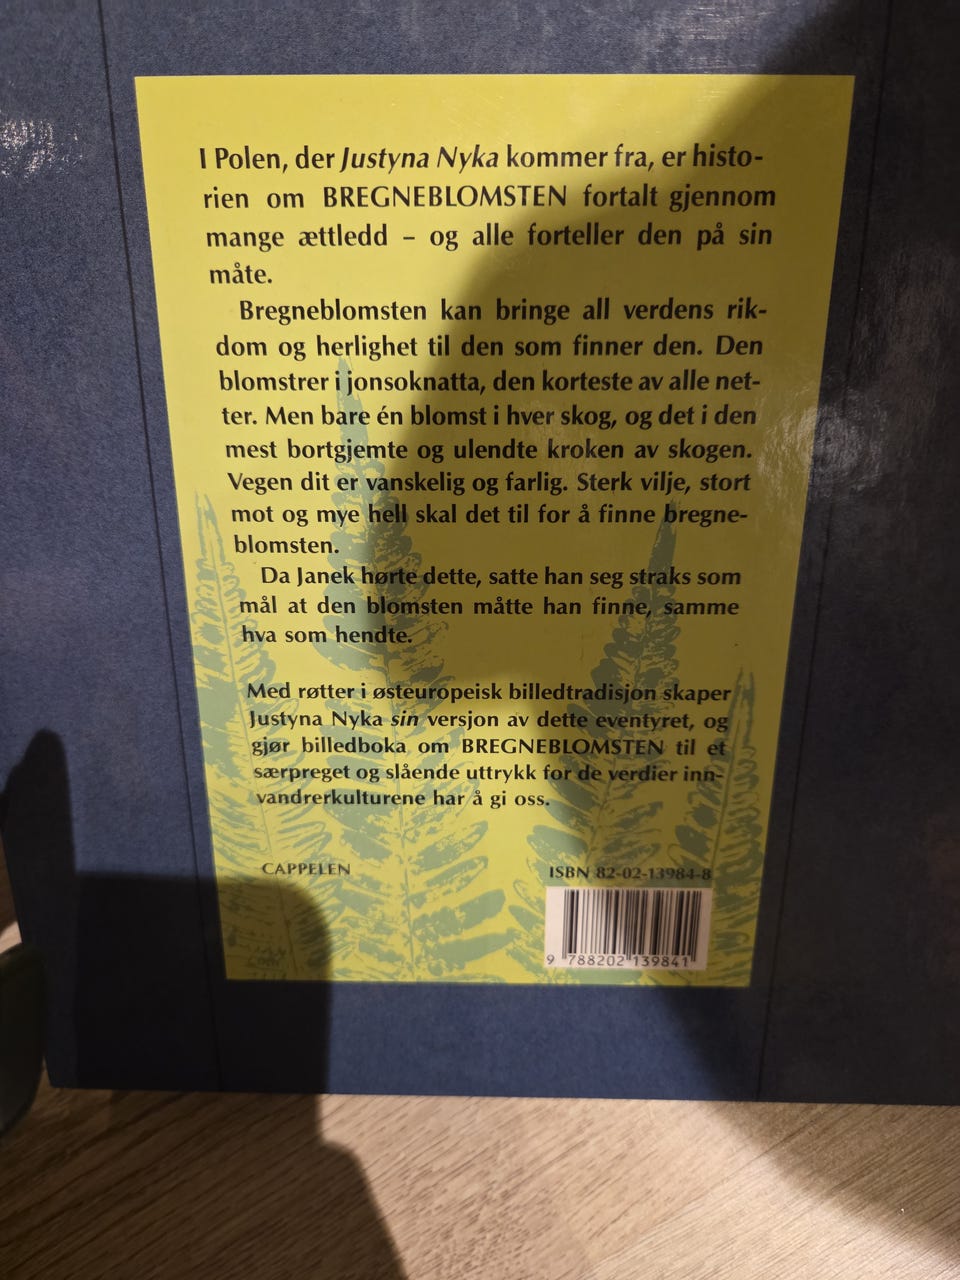 I Polen, der Justyna Nyka kommer fra, er histo-
rien om BREGNEBLOMSTEN fortalt gjennom
mange ættledd – og alle forteller den på sin
måte.
Bregneblomsten kan bringe all verdens rik-
dom og herlighet til den som finner den. Den
blomstrer i jonsoknatta, den korteste av alle net-
ter. Men bare én blomst i hver skog, og det i den
mest bortgjemte og ulendte kroken av skogen.
Vegen dit er vanskelig og farlig. Sterk vilje, stort
mot og mye hell skal det til for å finne bregne-
blomsten.
Da Janek hørte dette, satte han seg straks som
mål at den blomsten måtte han finne, samme
hva som hendte.
Med røtter i østeuropeisk billedtradisjon skaper
Justyna Nyka sin versjon av dette eventyret, og
gjør billedboka om BREGNEBLOMSTEN til et
særpreget og slående uttrykk for de verdier inn-
vandrerkulturene har å gi oss.
CAPPELEN
ISBN 82-02-13984-8
9 788202 139841